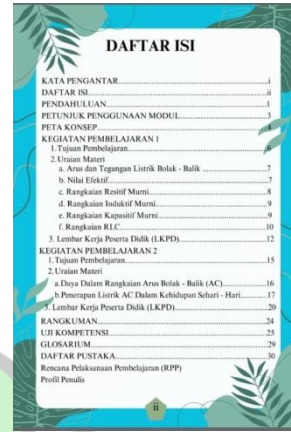 DAFTAR ISI
KATA PENGANTAR.....i
DAFTAR ISI.....ii
PENDAHULUAN.....1
PETUNJUK PENGGUNAAN MODUL.....3
PETA KONSEP.....4
KEGIATAN PEMBELAJARAN 1
1.Tujuan Pembelajaran.....6
2.Uraian Materi
a. Arus dan Tegangan Listrik Bolak - Balik .....7
b. Nilai Efektif.....7
c. Rangkaian Resitif Murni.....8
d. Rangkaian Induktif Murni.....9
e. Rangkaian Kapasitif Murni.....9
f. Rangkaian RLC.....10
3. Lembar Kerja Peserta Didik (LKPD).....12
KEGIATAN PEMBELAJARAN 2
1.Tujuan Pembelajaran.....15
2.Uraian Materi
a.Daya Dalam Rangkaian Arus Bolak - Balik (AC).....16
b.Penerapan Listrik AC Dalam Kehidupan Sehari - Hari.....17
3. Lembar Kerja Peserta Didik (LKPD).....20
RANGKUMAN.....24
UJI KOMPETENSI.....25
GLOSARIUM.....29
DAFTAR PUSTAKA.....30
Rencana Pelaksanaan Pembelajaran (RPP)
Profil Penulis
ii